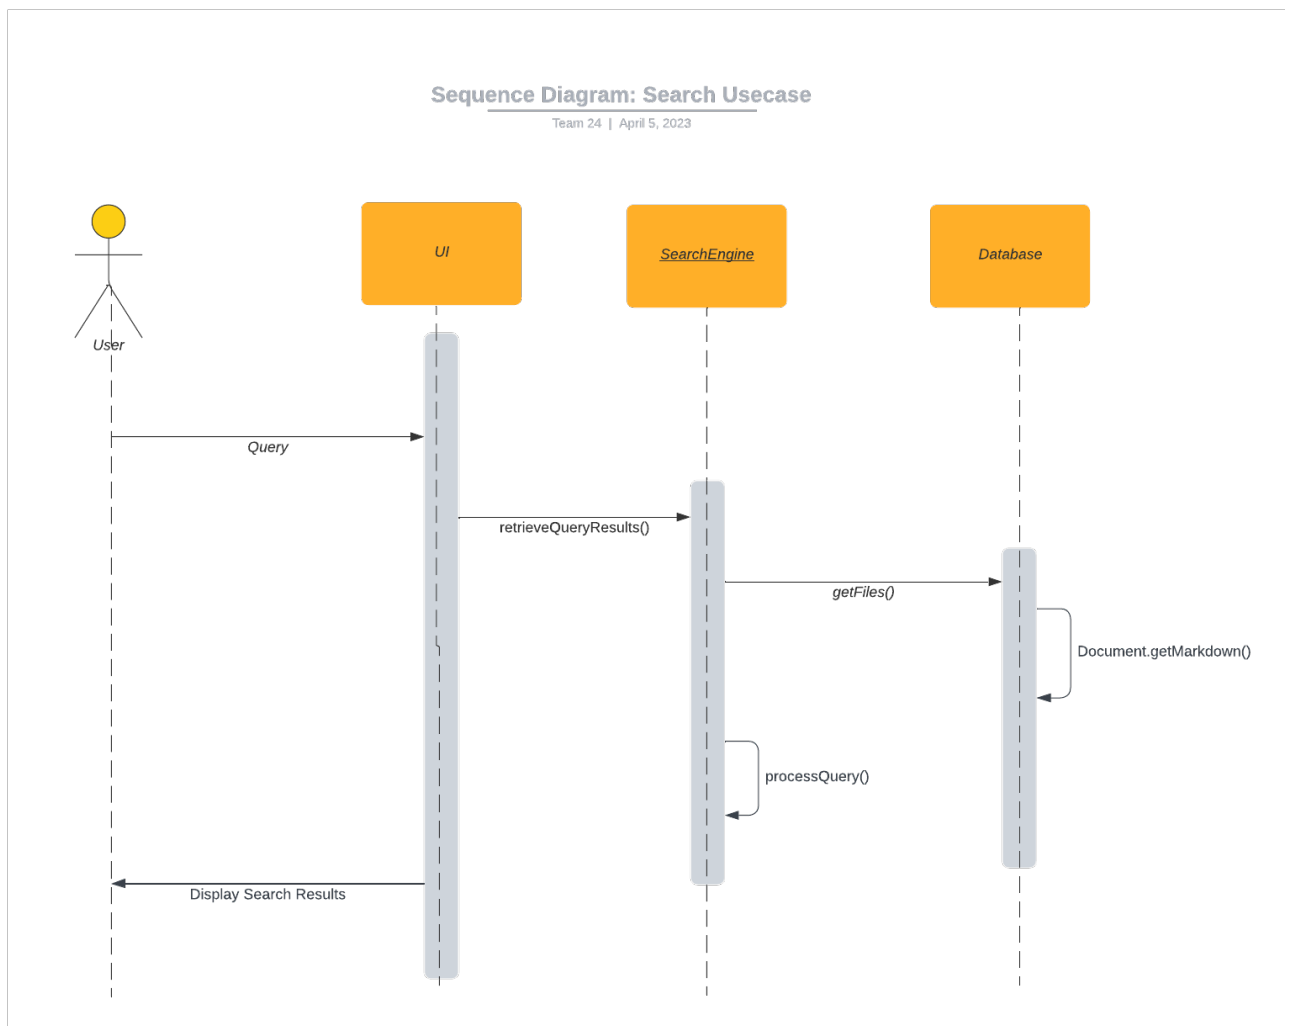 Sequence Diagram: Search Usecase
Team 24 | April 5, 2023
UI
SearchEngine
Database
User
Query
retrieveQueryResults()
getFiles()
Document.getMarkdown()
processQuery()
Display Search Results